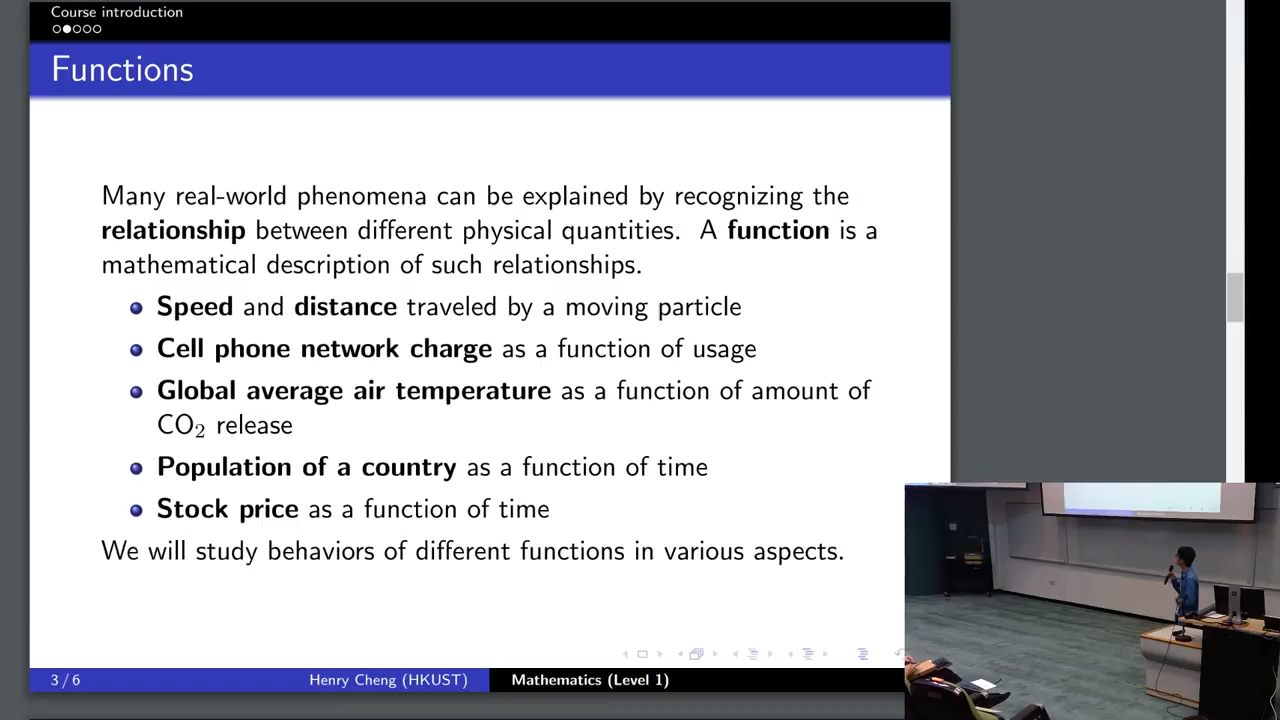 Course introduction
Functions
Many real-world phenomena can be explained by recognizing the
relationship between different physical quantities. A function is a
mathematical description of such relationships.
Speed and distance traveled by a moving particle
Cell phone network charge as a function of usage
Global average air temperature as a function of amount of
CO₂ release
Population of a country as a function of time
Stock price as a function of time
We will study behaviors of different functions in various aspects.
3 / 6
Henry Cheng (HKUST)
Mathematics (Level 1)